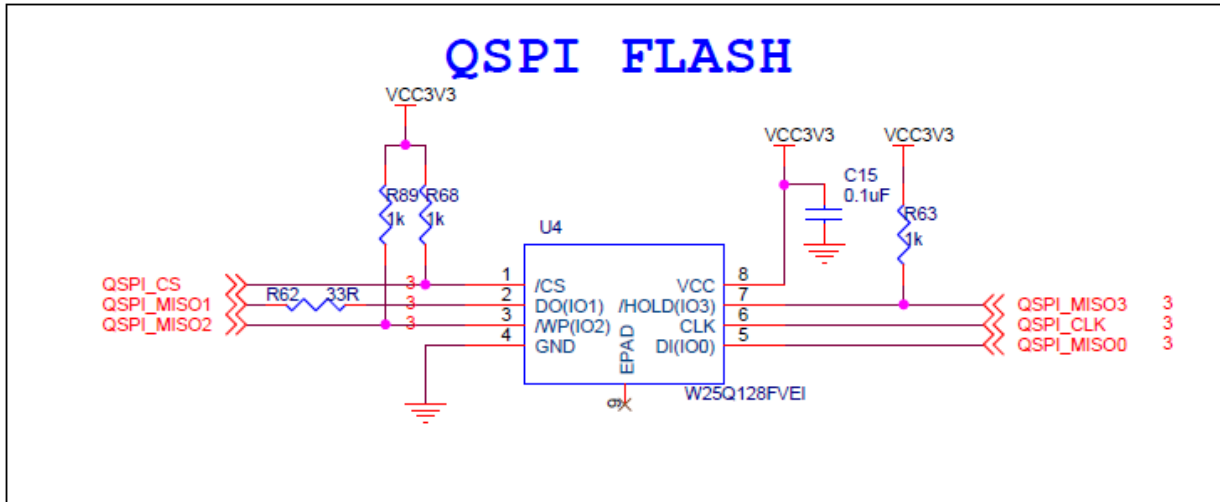 QSPI FLASH
VCC3V3
VCC3V3
VCC3V3
C15
0.1uF
R89
R68
1k
1k
R63
1k
U4
QSPI_CS
3
1
/CS
VCC
8
QSPI_MISO1
R62
33R
3
2
DO(IO1)
/HOLD(IO3)
7
QSPI_MISO3
3
QSPI_MISO2
3
3
/WP(IO2)
CLK
6
QSPI_CLK
3
4
GND
DI(IO0)
5
QSPI_MISO0
3
EPAD
9
W25Q128FVEI